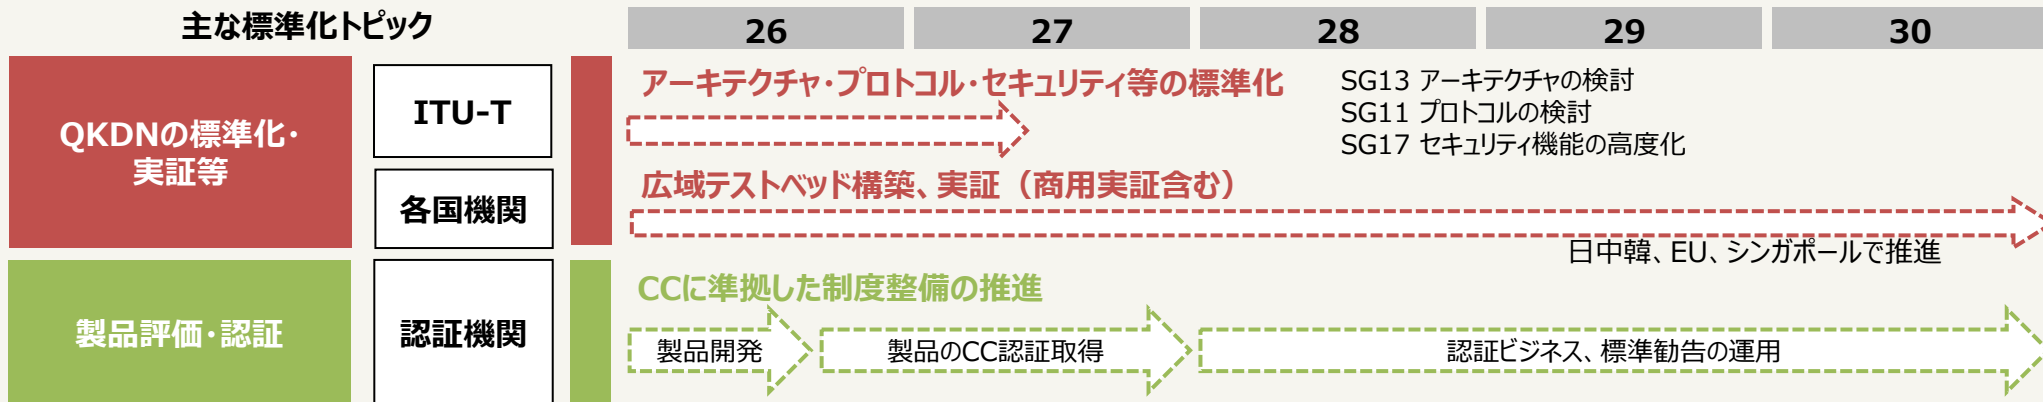 主な標準化トピック
26 27 28 29 30
QKDNの標準化・
実証等
ITU-T
各国機関
アーキテクチャ・プロトコル・セキュリティ等の標準化
SG13 アーキテクチャの検討
SG11 プロトコルの検討
SG17 セキュリティ機能の高度化
広域テストベッド構築、実証（商用実証含む）
日中韓、EU、シンガポールで推進
製品評価・認証
認証機関
CCに準拠した制度整備の推進
製品開発
製品のCC認証取得
認証ビジネス、標準勧告の運用